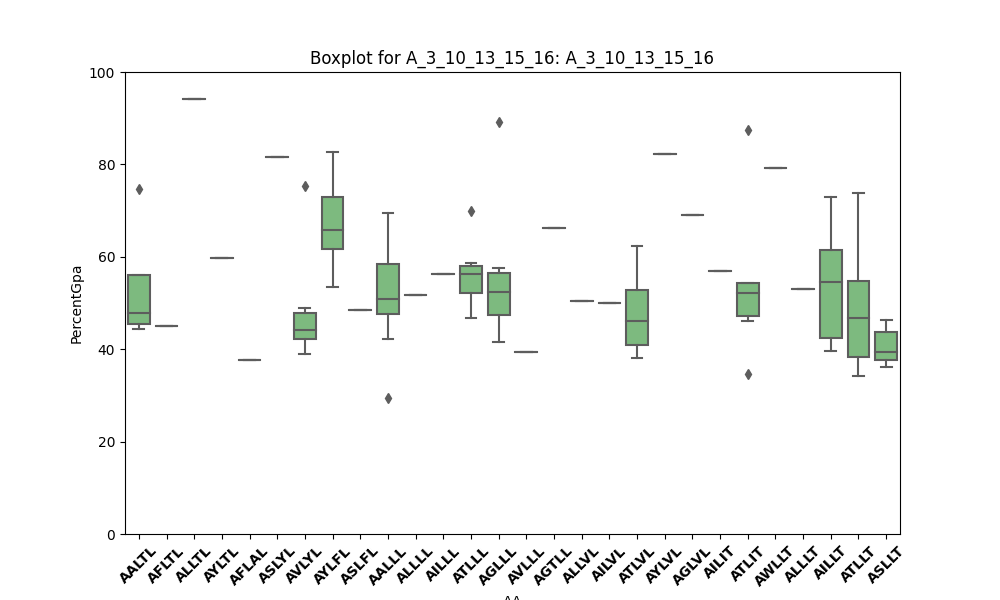 Boxplot for A_3_10_13_15_16: A_3_10_13_15_16
100
80
60
40
20
0
PercentGpa
AALTL AFLTL ALLTL AYLTL AFLAL ASLYL AVLYL AYLFL ASLFL AALLL ALLLL AILLL ATLLL AGLLL AVLLL AGTLL ALLVL AILVL ATLVL AYLVL AGLVL AILIT ATLIT AWLLT ALLLT AILLT ATLLT ASLLT
AA